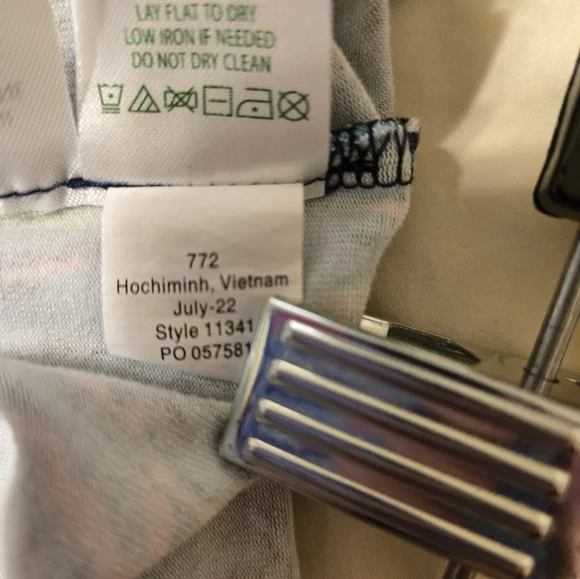 LAY FLAT TO DRY
LOW IRON IF NEEDED
DO NOT DRY CLEAN
772
Hochiminh, Vietnam
July-22
Style 11341
PO 057581